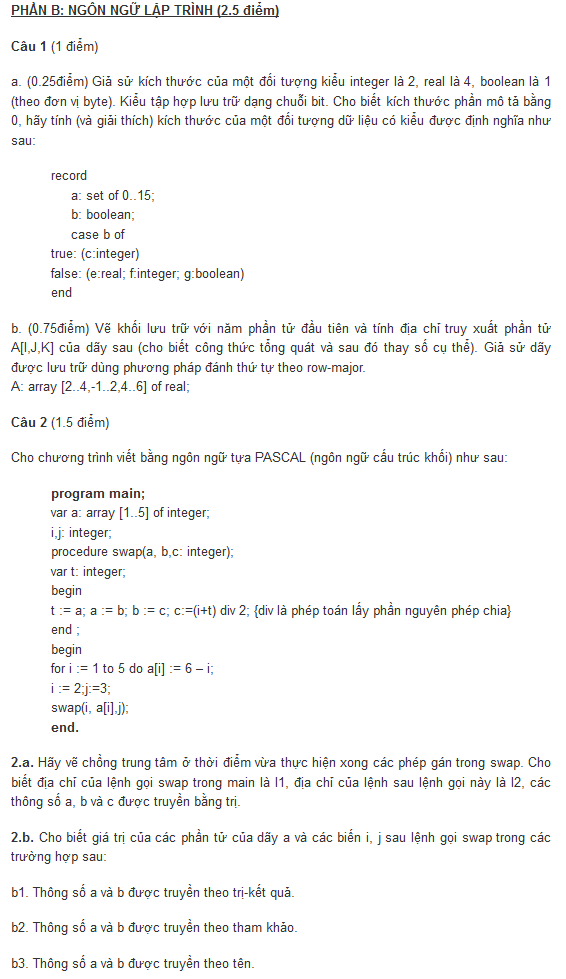 PHẦN B: NGÔN NGỮ LẬP TRÌNH (2.5 điểm)
Câu 1 (1 điểm)
a. (0.25điểm) Giả sử kích thước của một đối tượng kiểu integer là 2, real là 4, boolean là 1
(theo đơn vị byte). Kiểu tập hợp lưu trữ dạng chuỗi bit. Cho biết kích thước phần mô tả bằng
0, hãy tính (và giải thích) kích thước của một đối tượng dữ liệu có kiểu được định nghĩa như
sau:
record
a: set of 0..15;
b: boolean;
case b of
true: (c:integer)
false: (e:real; f:integer; g:boolean)
end
b. (0.75điểm) Vẽ khối lưu trữ với năm phần tử đầu tiên và tính địa chỉ truy xuất phần tử
A[I,J,K] của dãy sau (cho biết công thức tổng quát và sau đó thay số cụ thể). Giả sử dãy
được lưu trữ dùng phương pháp đánh thứ tự theo row-major.
A: array [2..4,-1..2,4..6] of real;
Câu 2 (1.5 điểm)
Cho chương trình viết bằng ngôn ngữ tựa PASCAL (ngôn ngữ cấu trúc khối) như sau:
program main;
var a: array [1..5] of integer;
i,j: integer;
procedure swap(a, b,c: integer);
var t: integer;
begin
t := a; a := b; b := c; c:=(i+t) div 2; {div là phép toán lấy phần nguyên phép chia}
end ;
begin
for i := 1 to 5 do a[i] := 6 – i;
i := 2;j:=3;
swap(i, a[i],j);
end.
2.a. Hãy vẽ chồng trung tâm ở thời điểm vừa thực hiện xong các phép gán trong swap. Cho
biết địa chỉ của lệnh gọi swap trong main là I1, địa chỉ của lệnh sau lệnh gọi này là I2, các
thông số a, b và c được truyền bằng trị.
2.b. Cho biết giá trị của các phần tử của dãy a và các biến i, j sau lệnh gọi swap trong các
trường hợp sau:
b1. Thông số a và b được truyền theo trị-kết quả.
b2. Thông số a và b được truyền theo tham khảo.
b3. Thông số a và b được truyền theo tên.